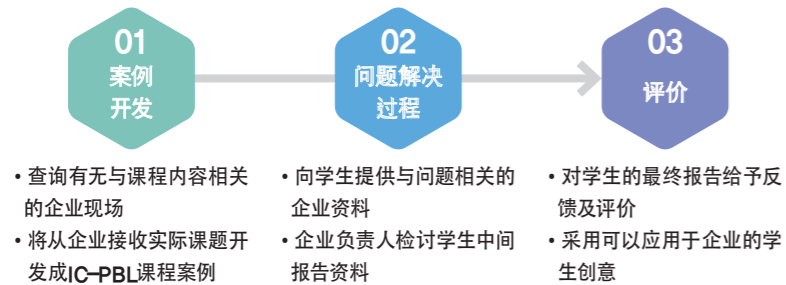 01
案例
开发
02
问题解决
过程
03
评价
• 查询有无与课程内容相关
的企业现场
• 将从企业接收实际课题开
发成IC-PBL课程案例
• 向学生提供与问题相关的
企业资料
• 企业负责人检讨学生中间
报告资料
• 对学生的最终报告给予反
馈及评价
• 采用可以应用于企业的学
生创意